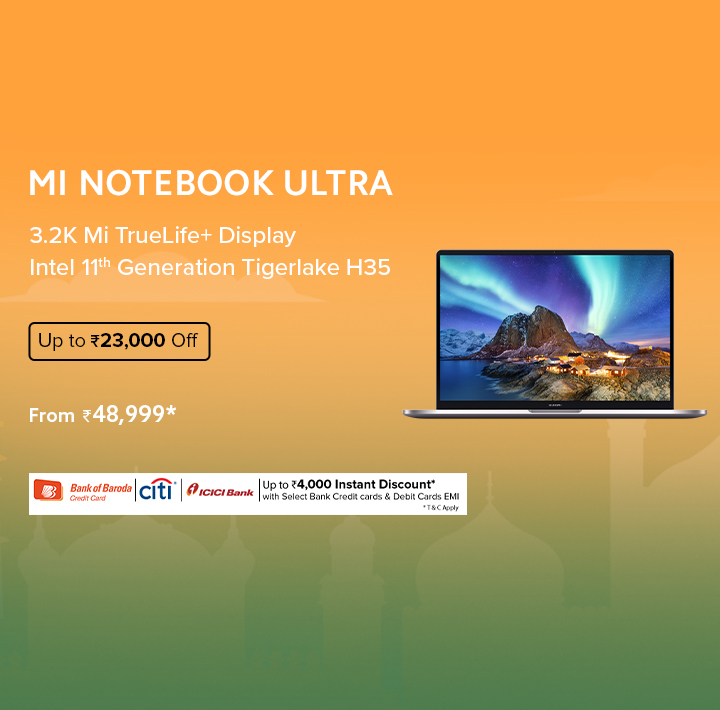 MI NOTEBOOK ULTRA
3.2K Mi TrueLife+ Display
Intel 11th Generation Tigerlake H35
Up to ₹23,000 Off
From ₹48,999*
Bank of Baroda
Credit Card
citi
ICICI Bank
Up to ₹4,000 Instant Discount*
with Select Bank Credit cards & Debit Cards EMI
*T&C Apply